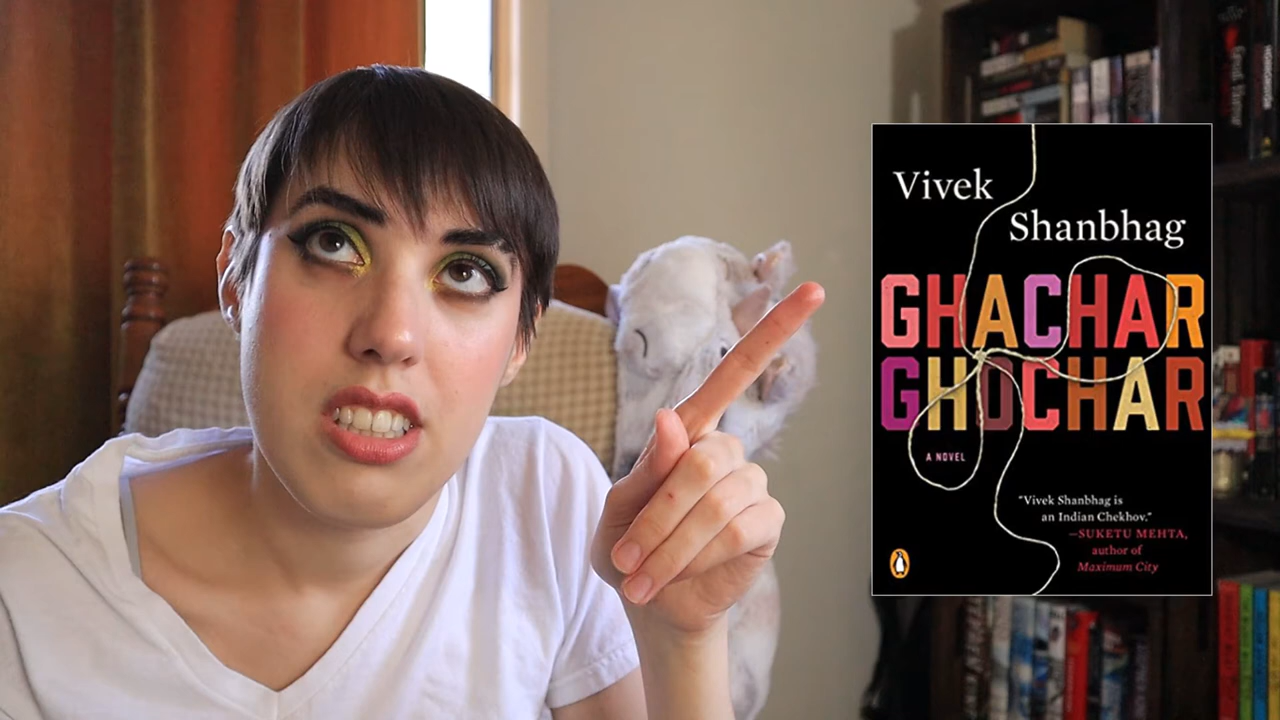 Vivek
Shanbhag
GHACHAR
GHOCHAR
A NOVEL
"Vivek Shanbhag is
an Indian Chekhov."
—SUKETU MEHTA,
author of
Maximum City